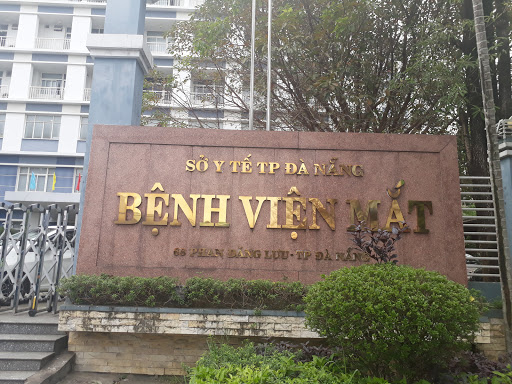 SỞ Y TẾ TP ĐÀ NẴNG
BỆNH VIỆN MẮT
68 PHAN ĐĂNG LƯU - TP ĐÀ NẴNG